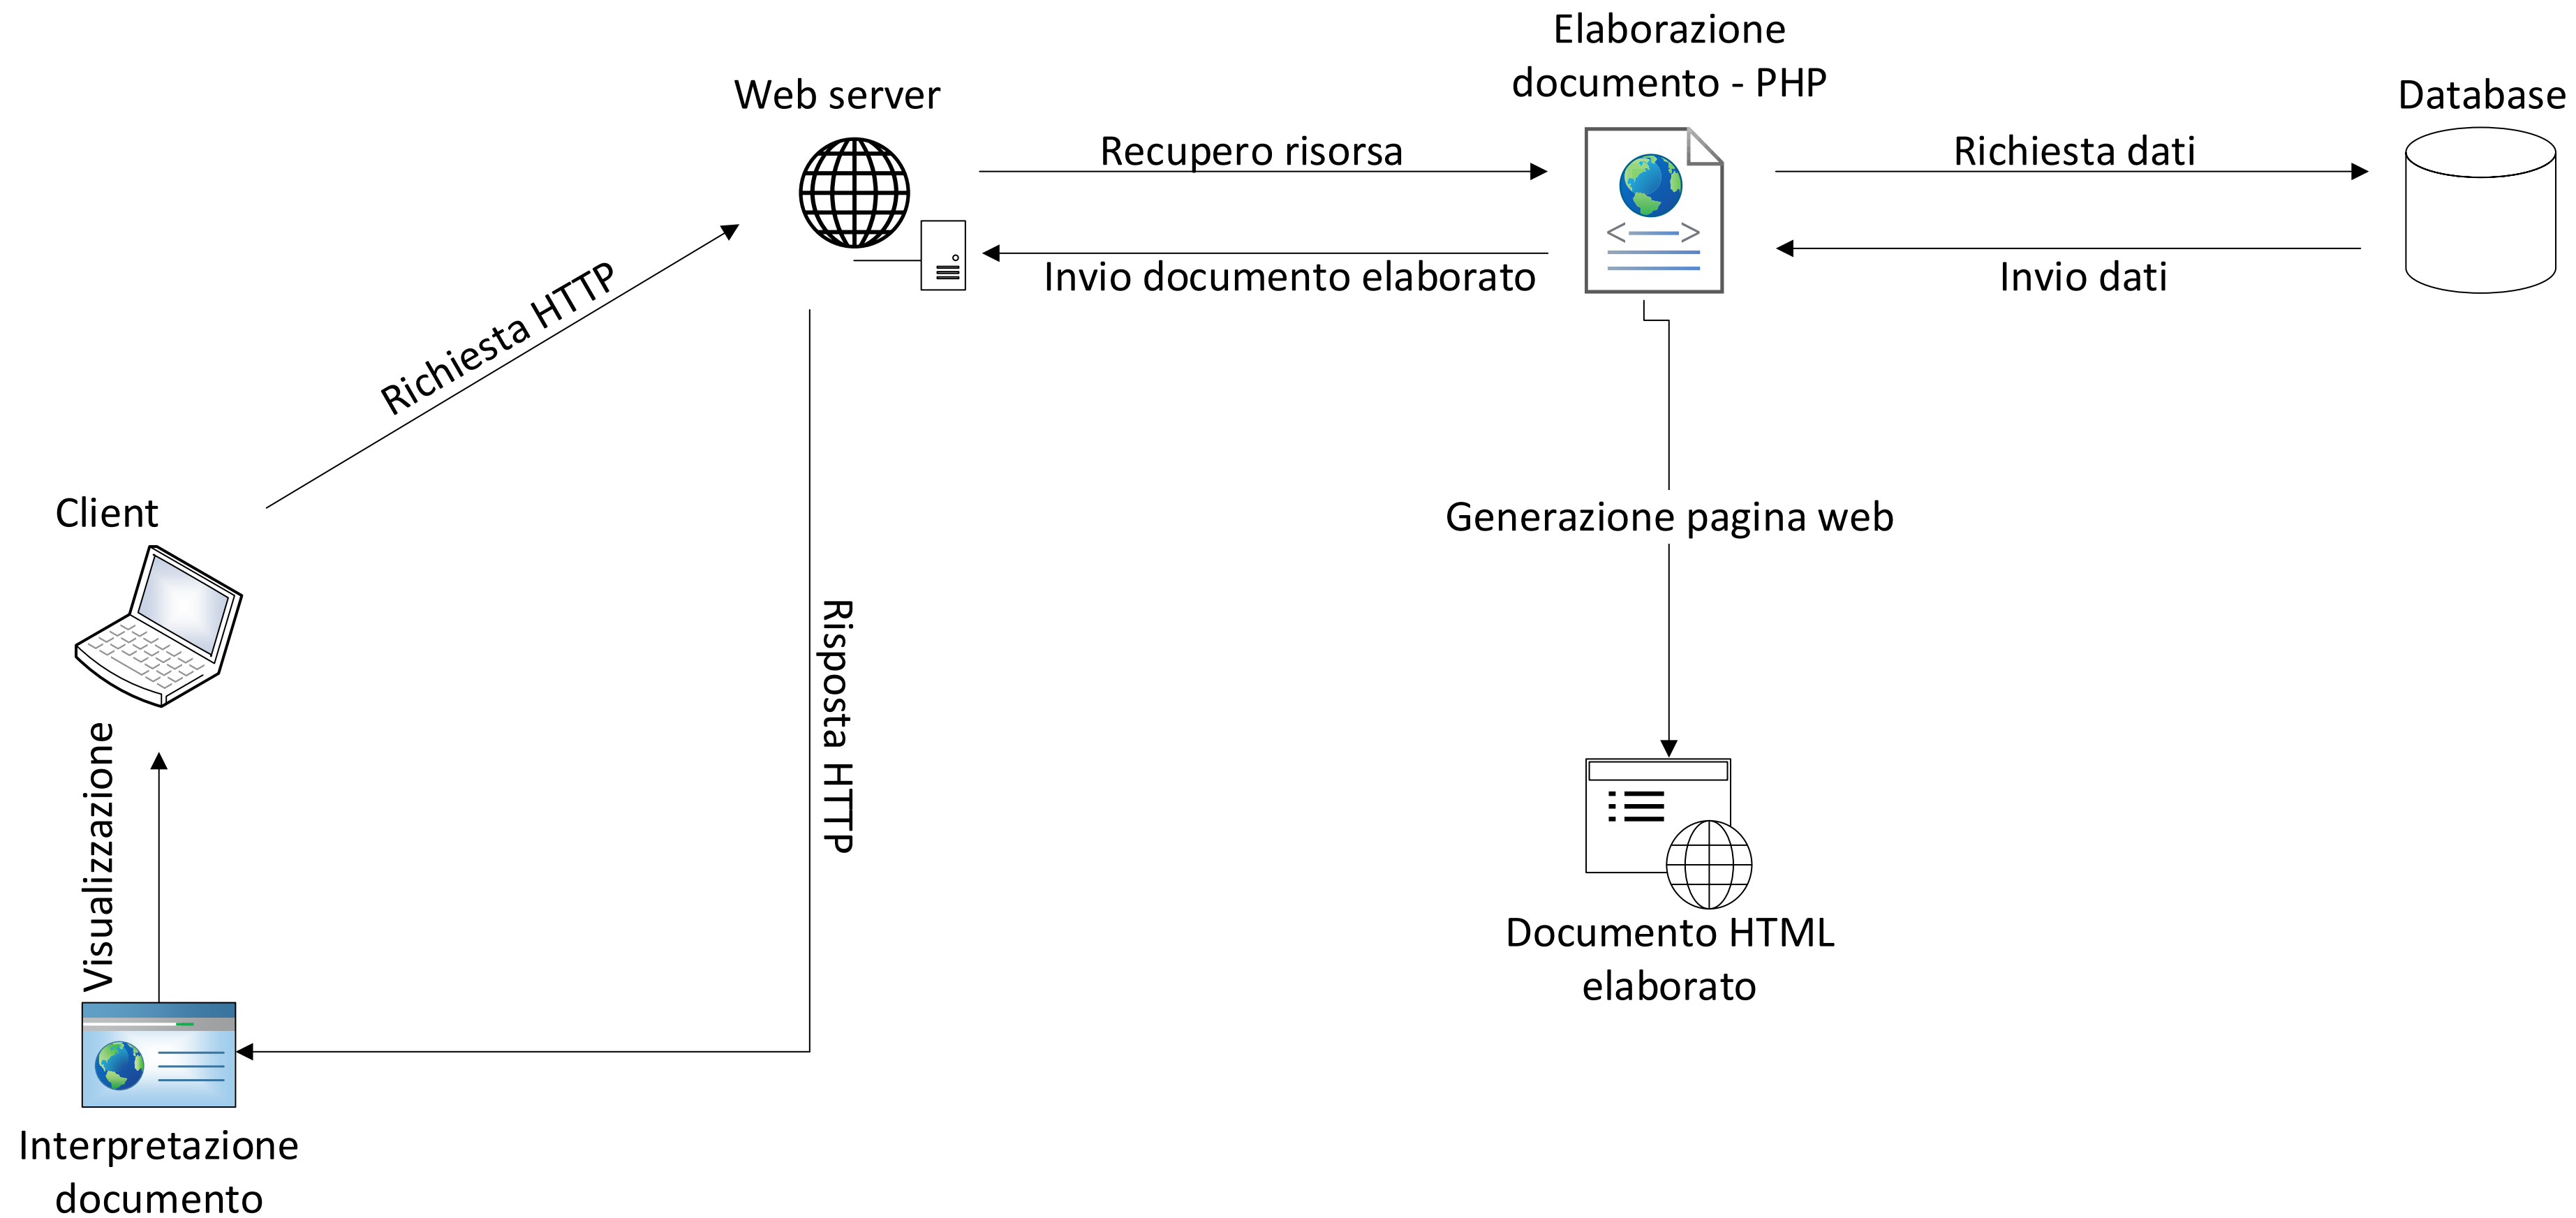 Elaborazione
documento - PHP
Web server
Database
Recupero risorsa
Richiesta dati
Invio documento elaborato
Invio dati
Richiesta HTTP
Client
Generazione pagina web
Risposta HTTP
Visualizzazione
Documento HTML
elaborato
Interpretazione
documento